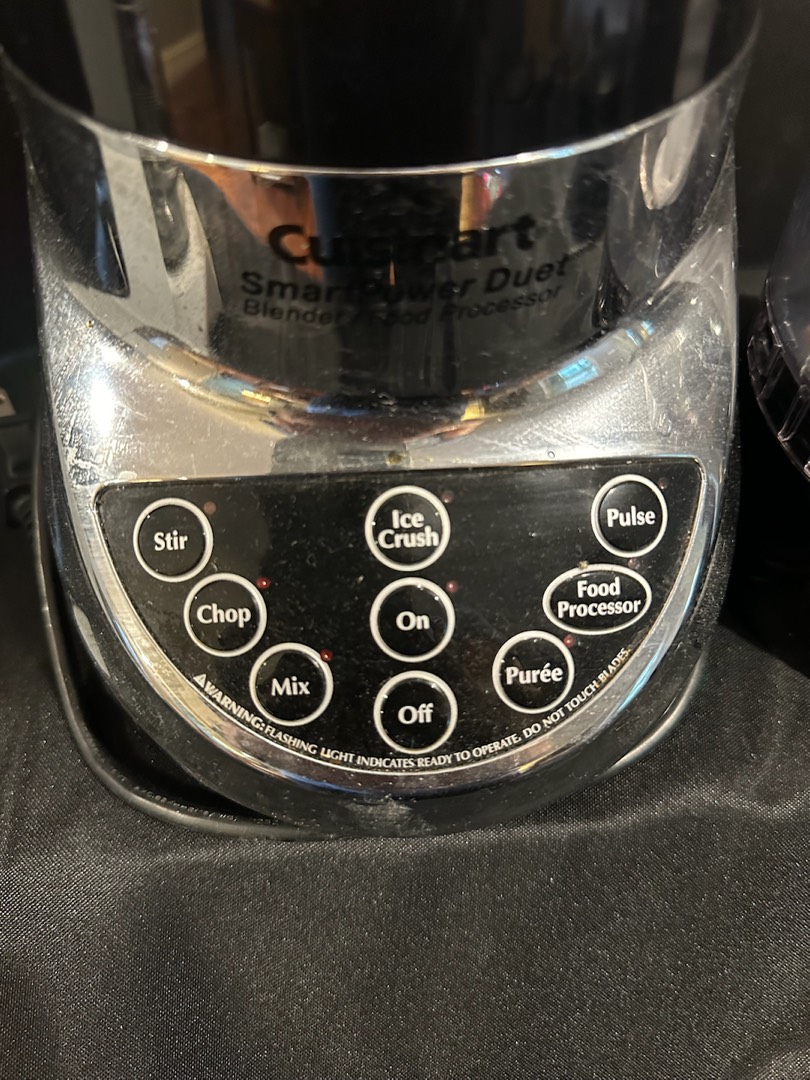 Cuisinart
SmartPower Duet
Blender/Food Processor
Stir
Ice
Crush
Pulse
Chop
On
Food
Processor
Mix
Off
Purée
⚠WARNING: FLASHING LIGHT INDICATES READY TO OPERATE. DO NOT TOUCH BLADES.